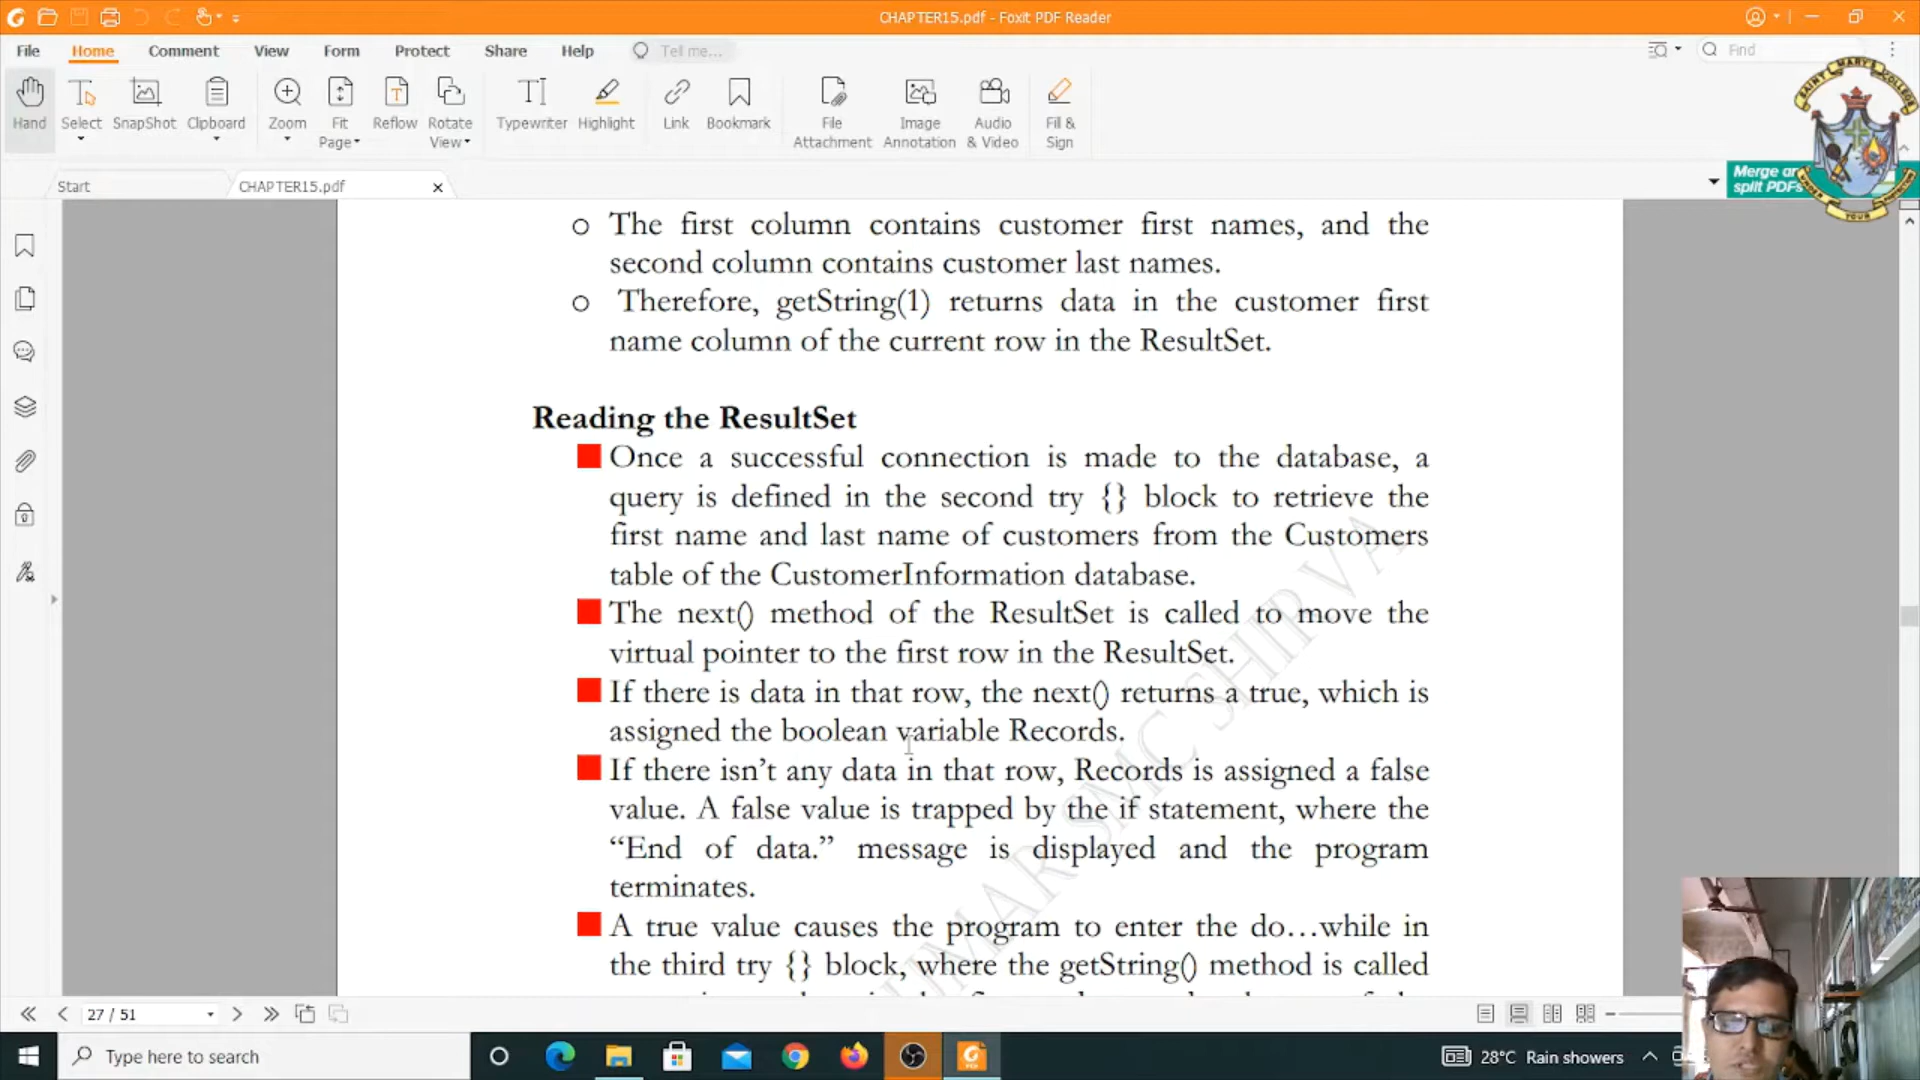 CHAPTER15.pdf - Foxit PDF Reader
File Home Comment View Form Protect Share Help Tell me... Find
Hand Select SnapShot Clipboard Zoom Fit Page Reflow Rotate View Typewriter Highlight Link Bookmark File Attachment Image Annotation Audio & Video Fill & Sign
Start CHAPTER15.pdf
Merge an
split PDFs
o The first column contains customer first names, and the
second column contains customer last names.
o Therefore, getString(1) returns data in the customer first
name column of the current row in the ResultSet.
Reading the ResultSet
Once a successful connection is made to the database, a
query is defined in the second try {} block to retrieve the
first name and last name of customers from the Customers
table of the CustomerInformation database.
The next() method of the ResultSet is called to move the
virtual pointer to the first row in the ResultSet.
If there is data in that row, the next() returns a true, which is
assigned the boolean variable Records.
If there isn't any data in that row, Records is assigned a false
value. A false value is trapped by the if statement, where the
“End of data.” message is displayed and the program
terminates.
A true value causes the program to enter the do…while in
the third try {} block, where the getString() method is called
UMAR SMC SHIRVA
27 / 51
Type here to search
28°C Rain showers